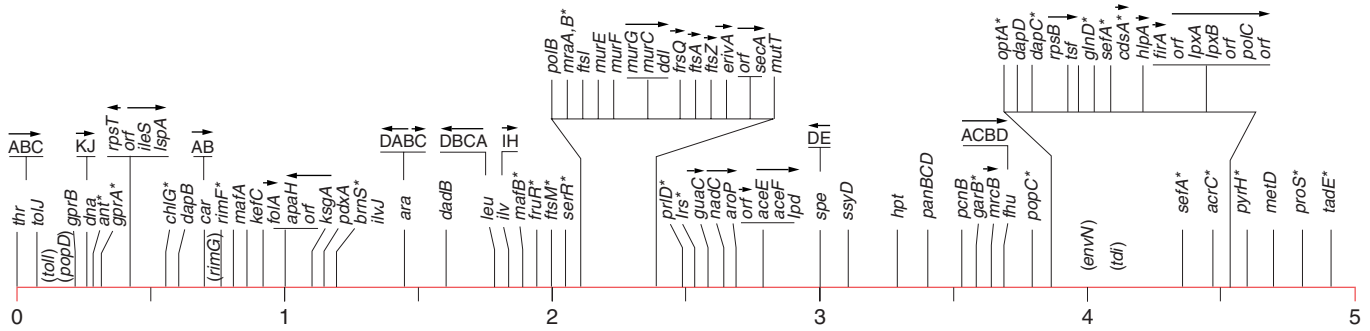 polB mraA,B* ftsI murE murF murG murC ddl frsQ ftsA ftsZ enivA orf secA mutT
optA* dapD dapC* rpsB tsf glnD* sefA* cdsA* hlpA firA orf lpxA lpxB orf polC orf
ABC KJ rpsT orf ileS lspA AB DABC DBCA IH DE ACBD
thr tolJ (toll) (popD) gprB dna ant* gprA* chlG* dapB car (rimG) rimF* mafA kefC folA apaH orf ksgA pdxA brnS* ilvJ ara dadB leu ilv mafB* fruR* ftsM* serR* prlD* lrs* guaC nadC aroP orf aceE aceF lpd spe ssyD hpt panBCD pcnB garB* mrcB fhu popC* (envN) (tdi) sefA* acrC* pyrH* metD proS* tadE*
0 1 2 3 4 5